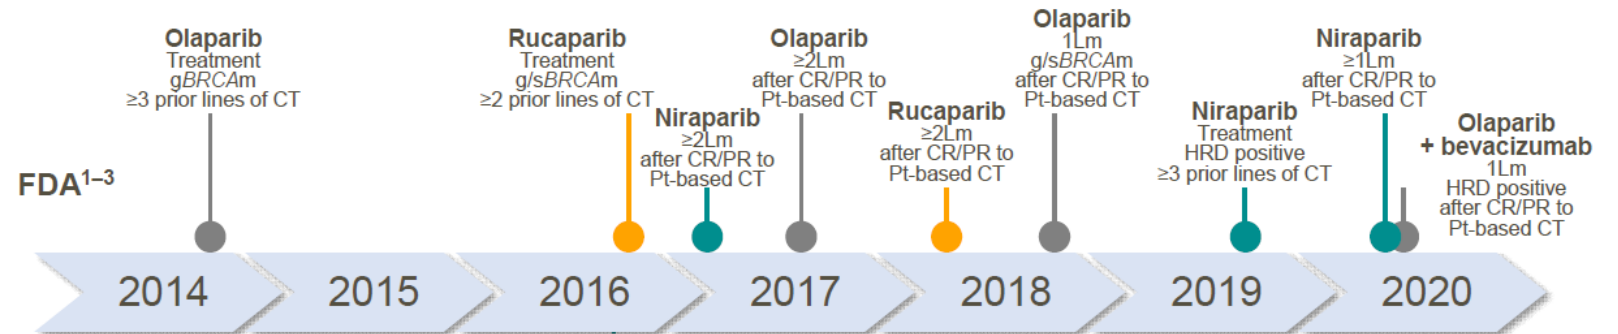 Olaparib
Treatment
gBRCAm
≥3 prior lines of CT
Rucaparib
Treatment
g/sBRCAm
≥2 prior lines of CT
Niraparib
≥2Lm
after CR/PR to
Pt-based CT
Olaparib
≥2Lm
after CR/PR to
Pt-based CT
Rucaparib
≥2Lm
after CR/PR to
Pt-based CT
Olaparib
1Lm
g/sBRCAm
after CR/PR to
Pt-based CT
Niraparib
Treatment
HRD positive
≥3 prior lines of CT
Niraparib
≥1Lm
after CR/PR to
Pt-based CT
Olaparib
+ bevacizumab
1Lm
HRD positive
after CR/PR to
Pt-based CT
FDA1–3
2014
2015
2016
2017
2018
2019
2020